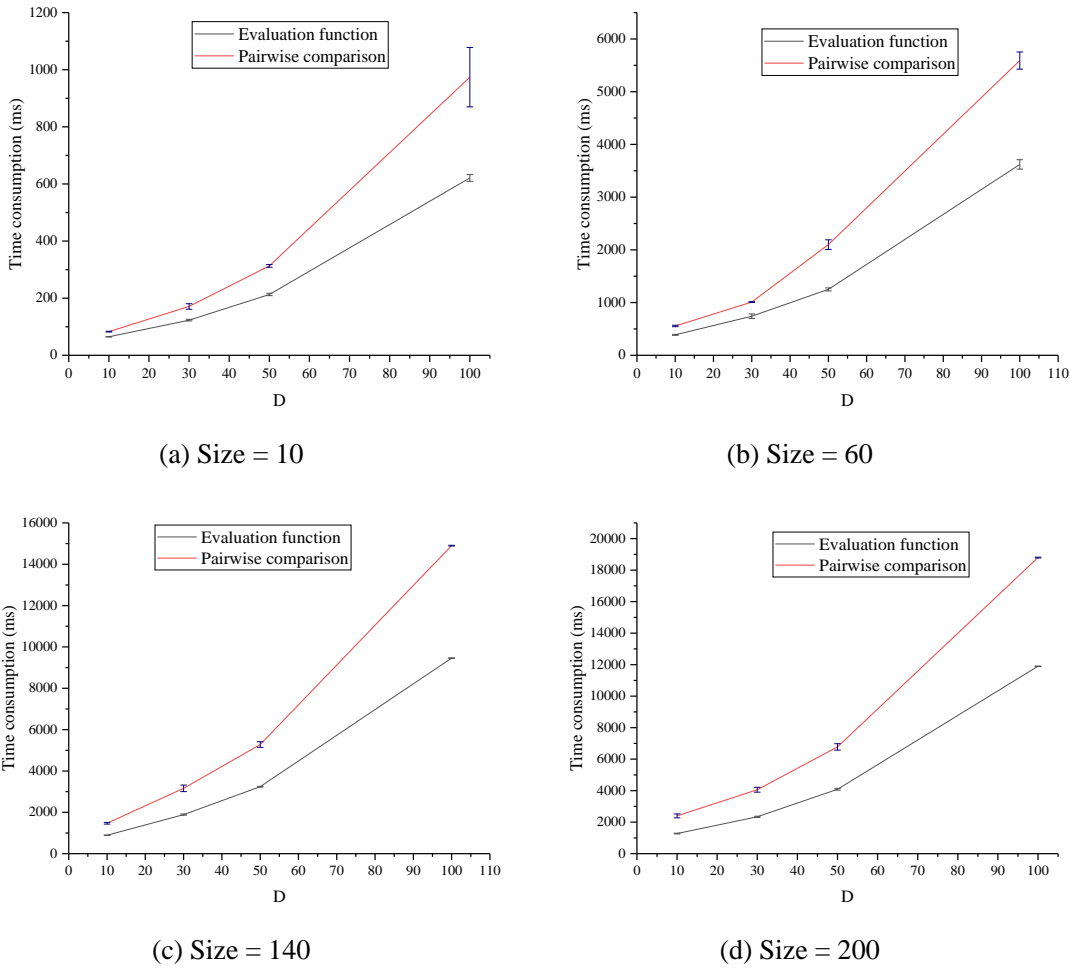 1200
1000
800
600
400
200
0
Time consumption (ms)
Evaluation function
Pairwise comparison
0 10 20 30 40 50 60 70 80 90 100
D
(a) Size = 10
6000
5000
4000
3000
2000
1000
0
Time consumption (ms)
Evaluation function
Pairwise comparison
0 10 20 30 40 50 60 70 80 90 100 110
D
(b) Size = 60
16000
14000
12000
10000
8000
6000
4000
2000
0
Time consumption (ms)
Evaluation function
Pairwise comparison
0 10 20 30 40 50 60 70 80 90 100 110
D
(c) Size = 140
20000
18000
16000
14000
12000
10000
8000
6000
4000
2000
0
Time consumption (ms)
Evaluation function
Pairwise comparison
0 10 20 30 40 50 60 70 80 90 100
D
(d) Size = 200